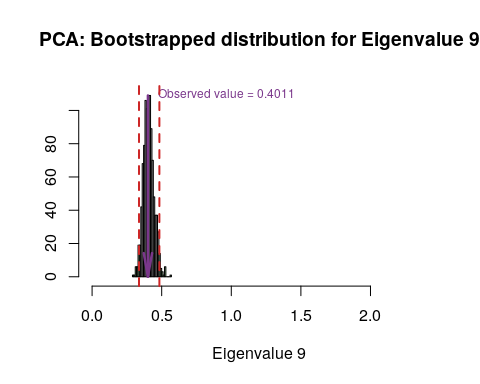 PCA: Bootstrapped distribution for Eigenvalue 9
Observed value = 0.4011
80
60
40
20
0
0.0 0.5 1.0 1.5 2.0
Eigenvalue 9